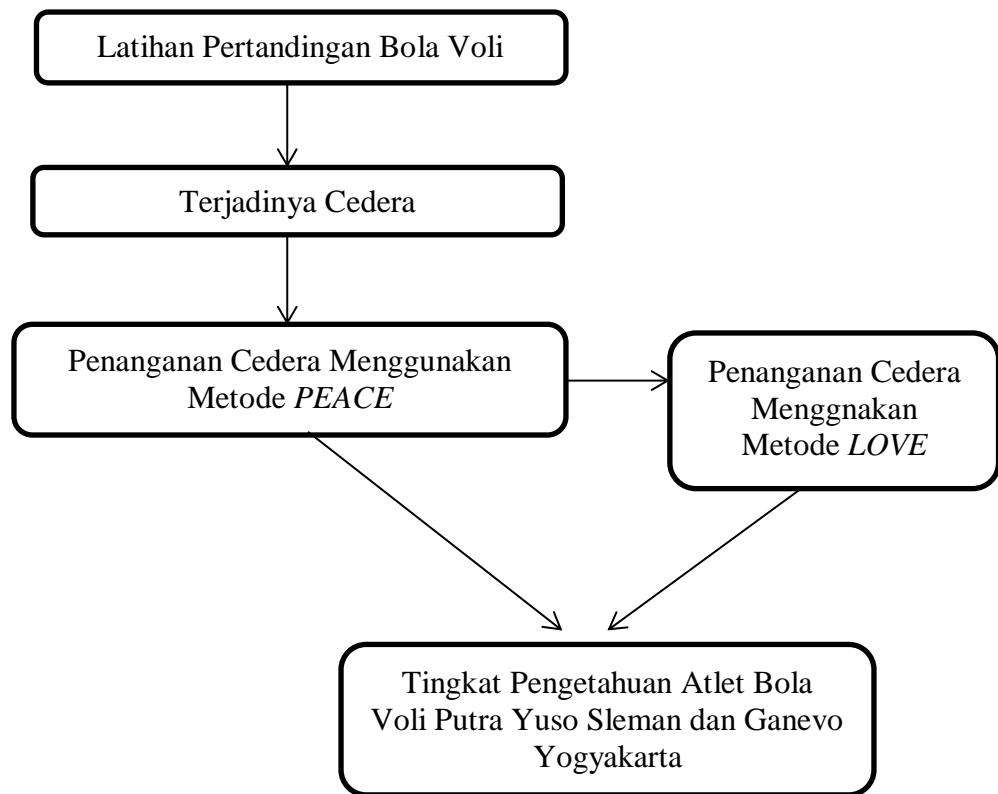 Latihan Pertandingan Bola Voli
Terjadinya Cedera
Penanganan Cedera Menggunakan
Metode PEACE
Penanganan Cedera
Menggnakan
Metode LOVE
Tingkat Pengetahuan Atlet Bola
Voli Putra Yuso Sleman dan Ganevo
Yogyakarta